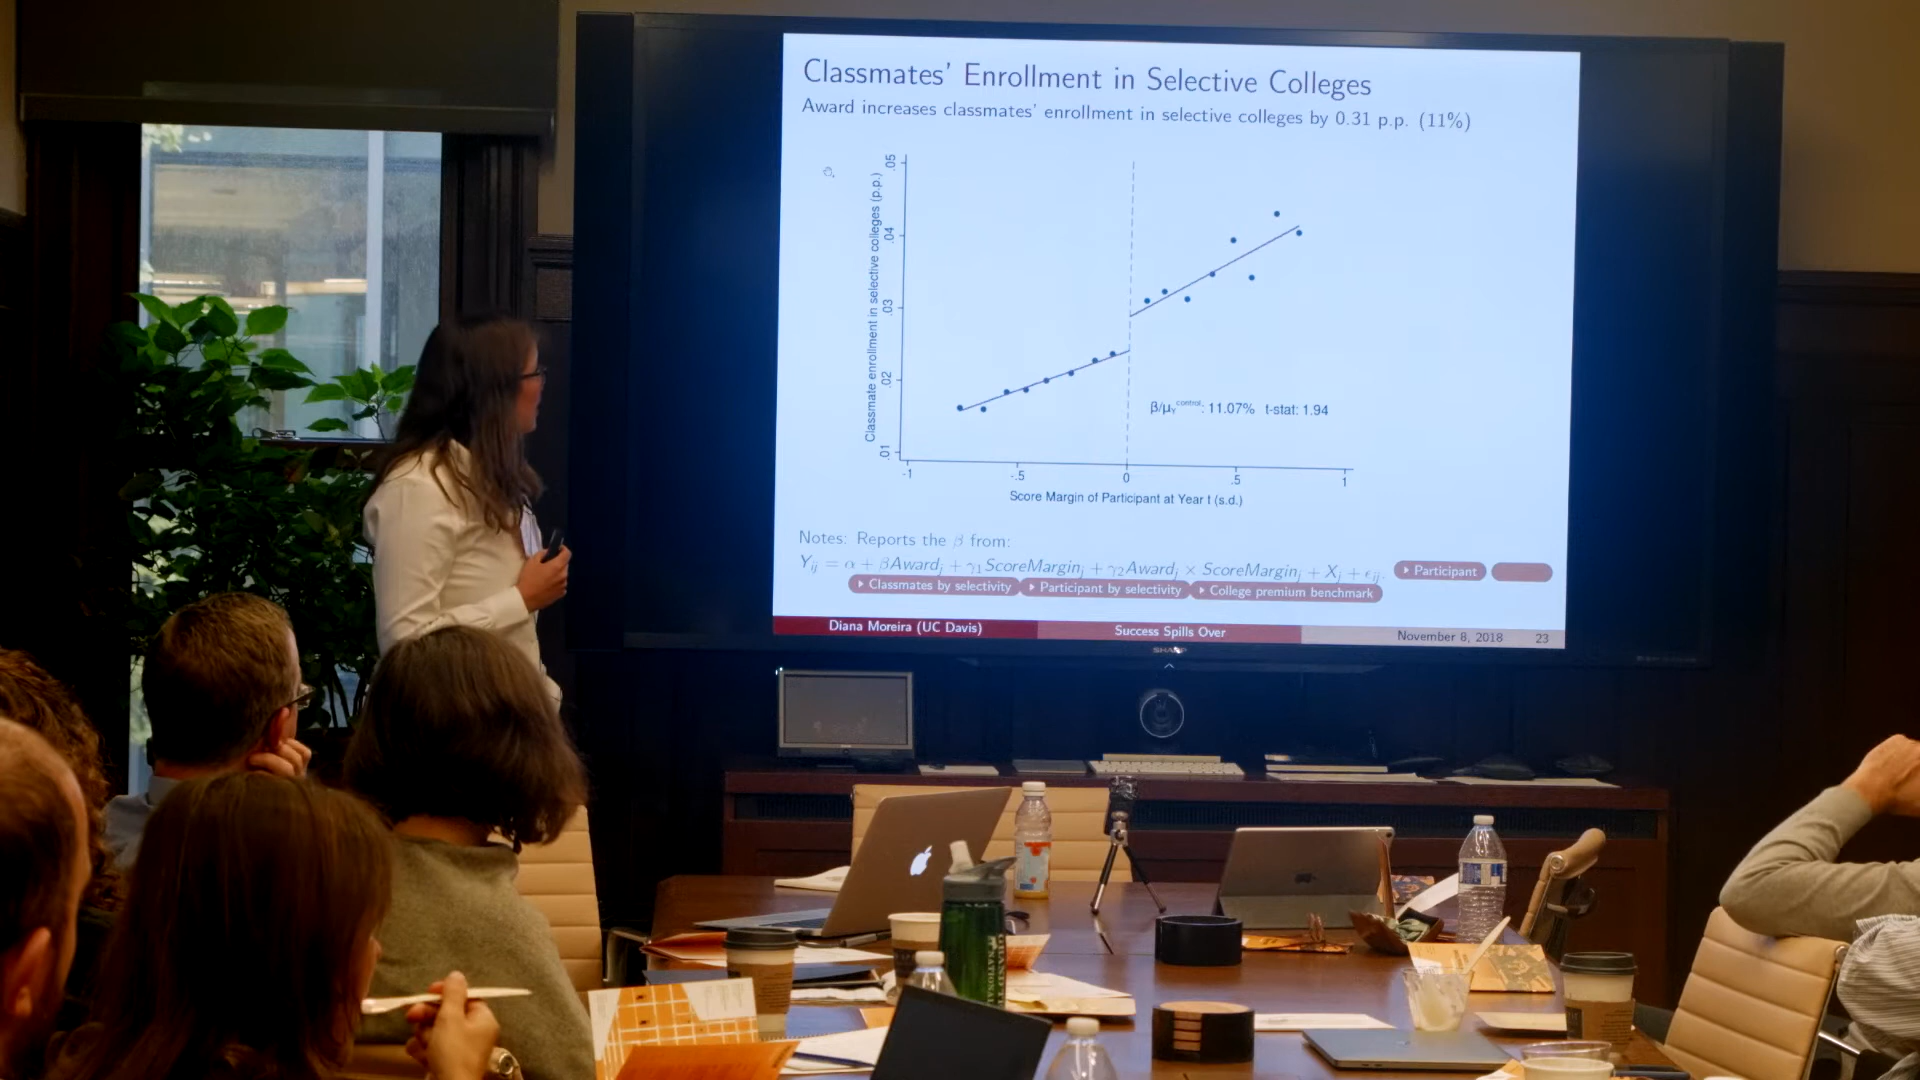 Classmates' Enrollment in Selective Colleges
Award increases classmates' enrollment in selective colleges by 0.31 p.p. (11%)
Classmate enrollment in selective colleges (p.p.)
.05
.04
.03
.02
.01
-1
-.5
0
.5
1
β/μᵧᶜᵒⁿᵗʳᵒˡ: 11.07% t-stat: 1.94
Score Margin of Participant at Year t (s.d.)
Notes: Reports the β from:
Y_ij = α + βAward_j + γ₁ScoreMargin_j + γ₂Award_j × ScoreMargin_j + X_j + ϵ_ij.
Participant
Classmates by selectivity
Participant by selectivity
College premium benchmark
Diana Moreira (UC Davis)
Success Spills Over
November 8, 2018
23
SHARP